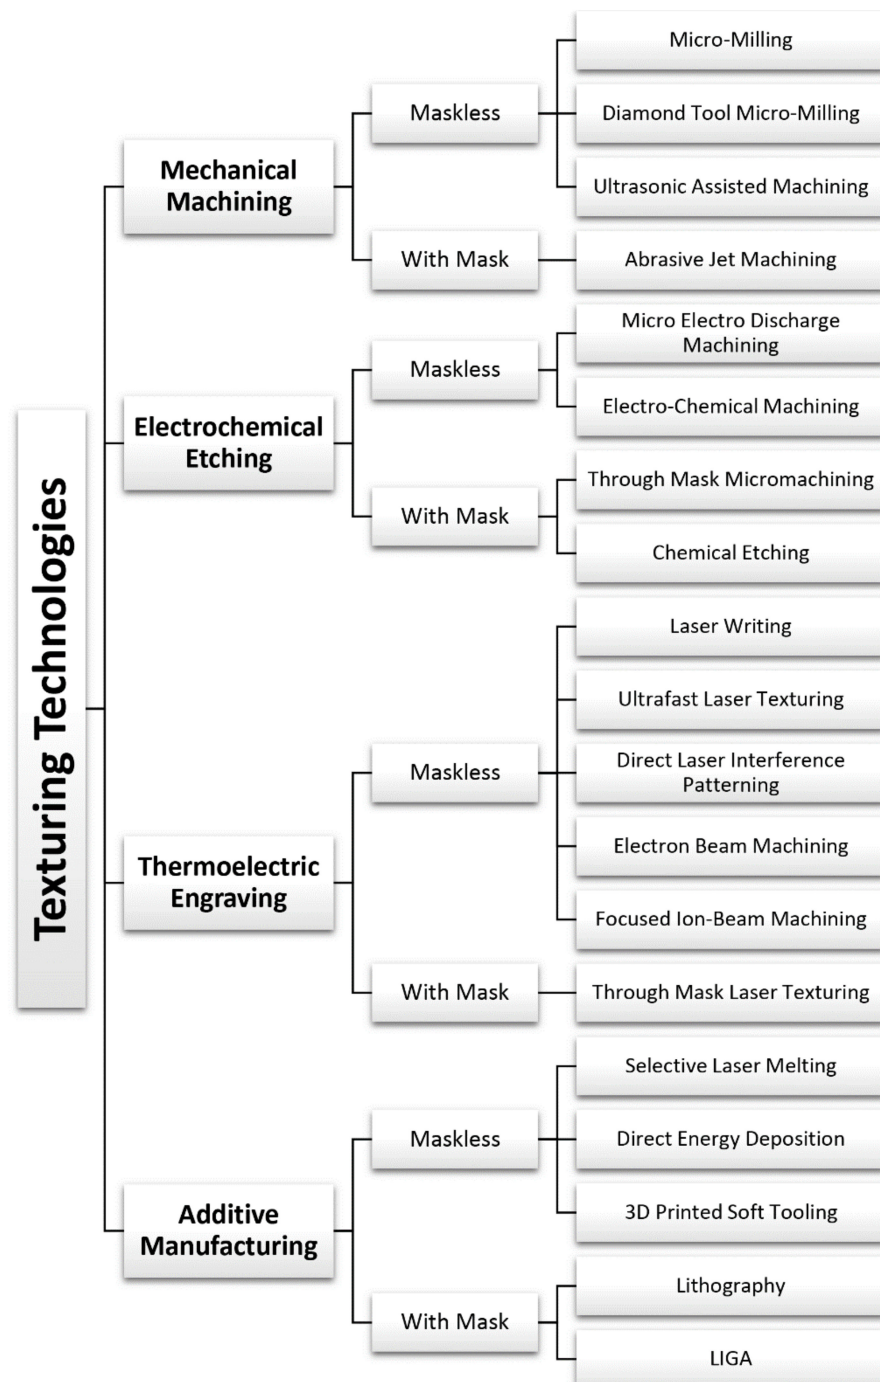 Texturing Technologies
Mechanical
Machining
Maskless
Micro-Milling
Diamond Tool Micro-Milling
Ultrasonic Assisted Machining
With Mask
Abrasive Jet Machining
Electrochemical
Etching
Maskless
Micro Electro Discharge
Machining
Electro-Chemical Machining
With Mask
Through Mask Micromachining
Chemical Etching
Thermoelectric
Engraving
Maskless
Laser Writing
Ultrafast Laser Texturing
Direct Laser Interference
Patterning
Electron Beam Machining
Focused Ion-Beam Machining
With Mask
Through Mask Laser Texturing
Additive
Manufacturing
Maskless
Selective Laser Melting
Direct Energy Deposition
3D Printed Soft Tooling
With Mask
Lithography
LIGA